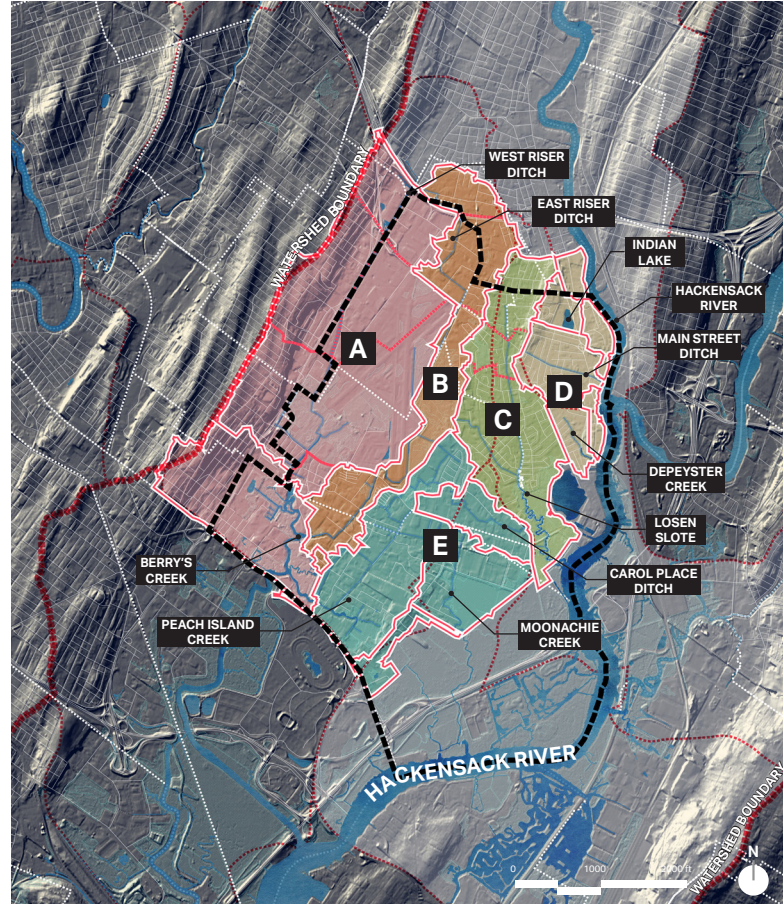 WEST RISER
DITCH
WATERSHED BOUNDARY
EAST RISER
DITCH
INDIAN
LAKE
HACKENSACK
RIVER
MAIN STREET
DITCH
A
B
C
D
DEPEYSTER
CREEK
LOSEN
SLOTE
E
BERRY'S
CREEK
CAROL PLACE
DITCH
PEACH ISLAND
CREEK
MOONACHIE
CREEK
HACKENSACK RIVER
WATERSHED BOUNDARY
N
0 1000 2000 ft